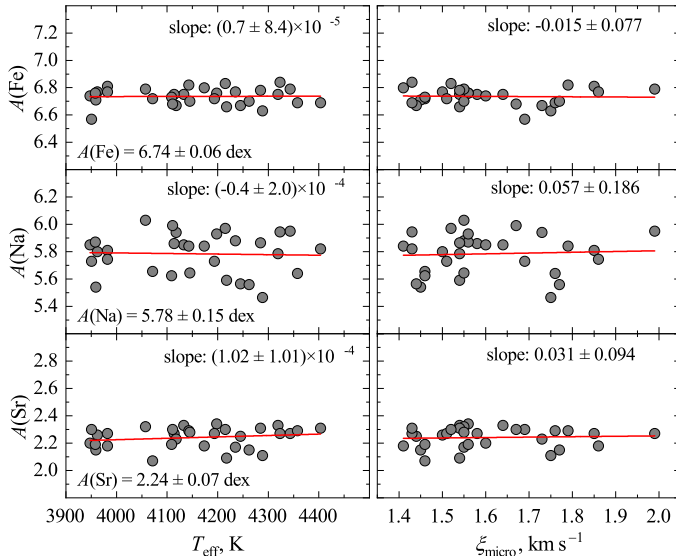 slope: (0.7 ± 8.4)×10 ⁻⁵
slope: -0.015 ± 0.077
7.2
7.0
6.8
6.6
6.4
A(Fe)
A(Fe) = 6.74 ± 0.06 dex
slope: (-0.4 ± 2.0)×10 ⁻⁴
slope: 0.057 ± 0.186
6.2
6.0
5.8
5.6
5.4
A(Na)
A(Na) = 5.78 ± 0.15 dex
slope: (1.02 ± 1.01)×10 ⁻⁴
slope: 0.031 ± 0.094
2.8
2.6
2.4
2.2
2.0
A(Sr)
A(Sr) = 2.24 ± 0.07 dex
3900 4000 4100 4200 4300 4400
1.4 1.5 1.6 1.7 1.8 1.9 2.0
T_eff, K
ξ_micro, km s⁻¹